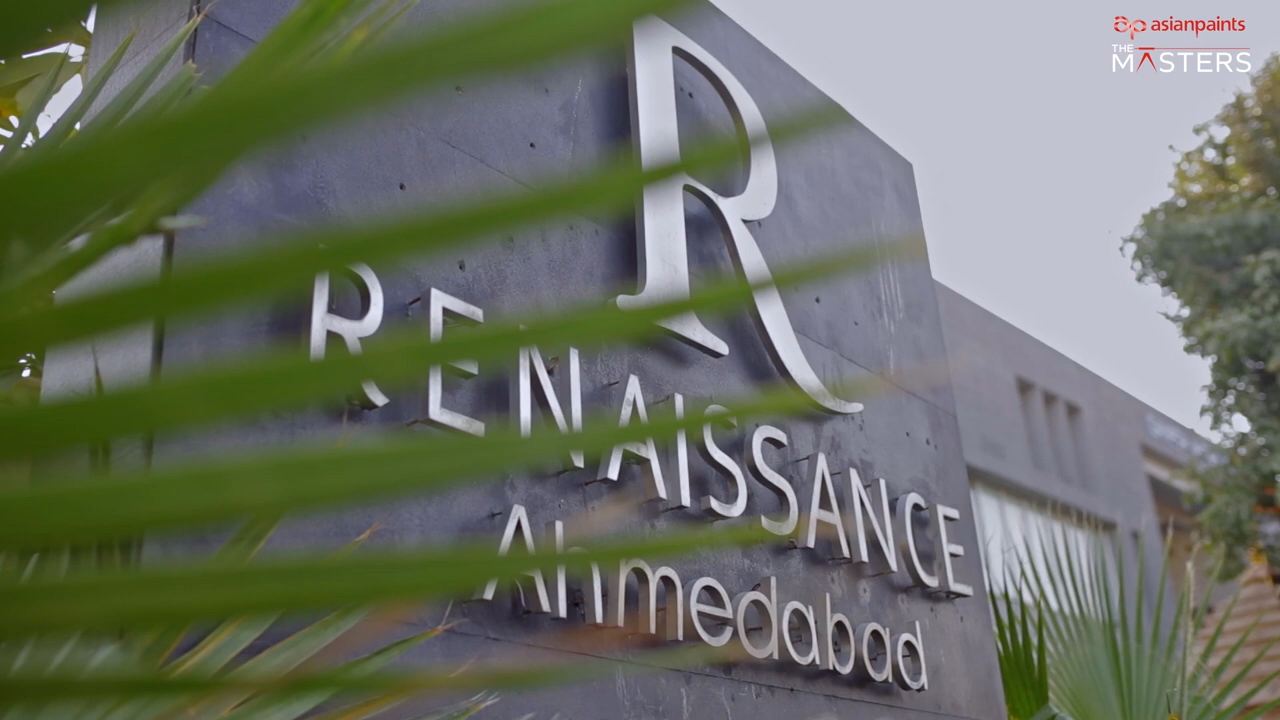 asianpaints
THE
MASTERS
R
RENAISSANCE
Ahmedabad